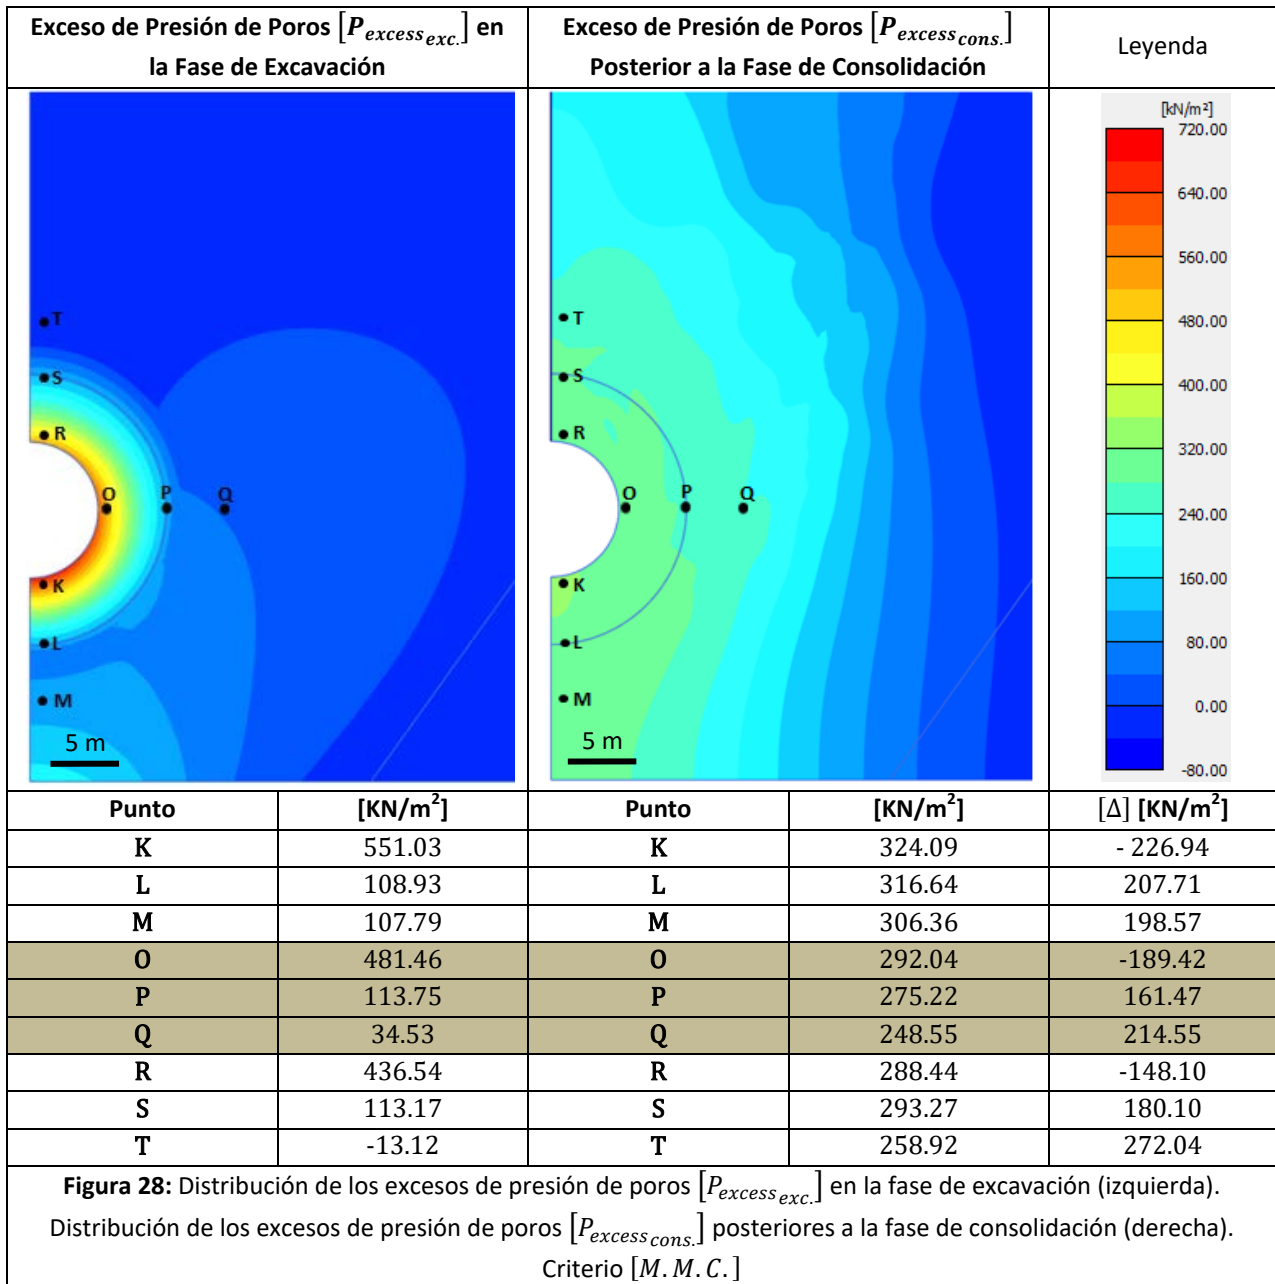 Exceso de Presión de Poros [P_excess_exc.] en
la Fase de Excavación
Exceso de Presión de Poros [P_excess_cons.]
Posterior a la Fase de Consolidación
Leyenda
T
S
R
O
P
Q
K
L
M
5 m
T
S
R
O
P
Q
K
L
M
5 m
[kN/m²]
720.00
640.00
560.00
480.00
400.00
320.00
240.00
160.00
80.00
0.00
-80.00
Punto [KN/m²] Punto [KN/m²] [Δ] [KN/m²]
K 551.03 K 324.09 - 226.94
L 108.93 L 316.64 207.71
M 107.79 M 306.36 198.57
O 481.46 O 292.04 -189.42
P 113.75 P 275.22 161.47
Q 34.53 Q 248.55 214.55
R 436.54 R 288.44 -148.10
S 113.17 S 293.27 180.10
T -13.12 T 258.92 272.04
Figura 28: Distribución de los excesos de presión de poros [P_excess_exc.] en la fase de excavación (izquierda).
Distribución de los excesos de presión de poros [P_excess_cons.] posteriores a la fase de consolidación (derecha).
Criterio [M. M. C. ]